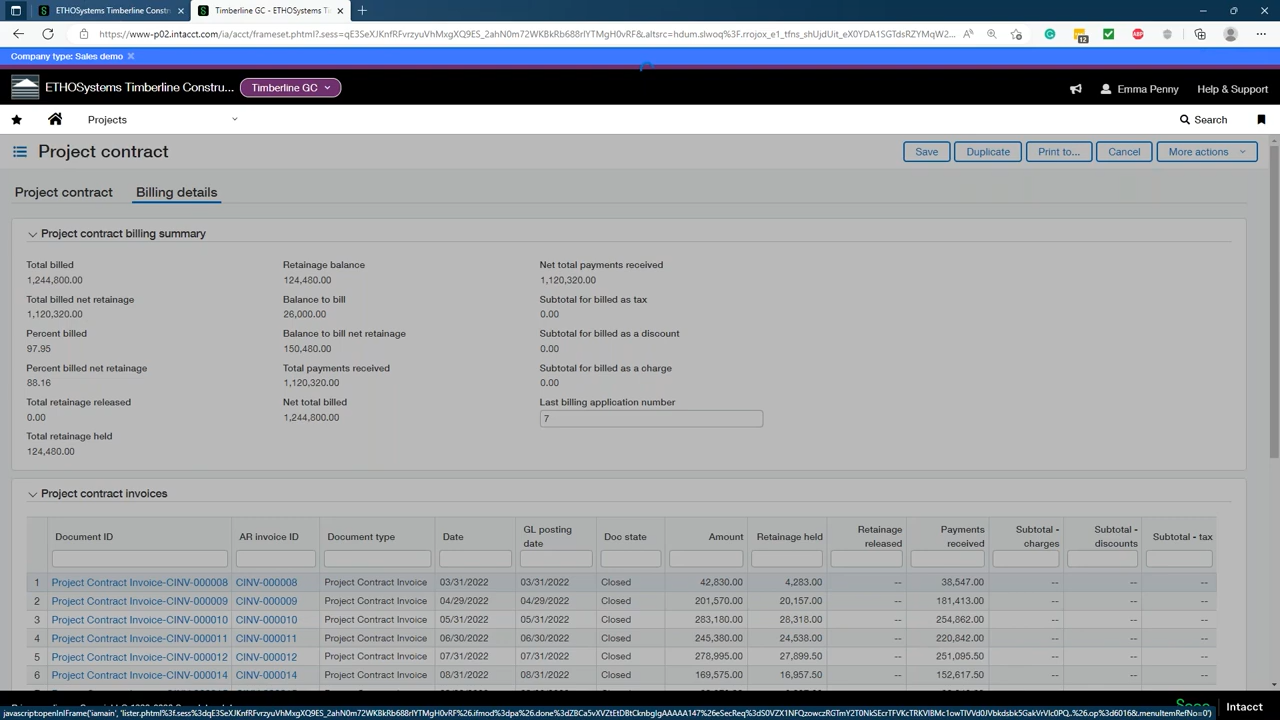 ETHOSystems Timberline Constru
Timberline GC - ETHOSystems Ti
https://www-p02.intacct.com/ia/acct/frameset.phtml?
12
Company type: Sales demo
ETHOSystems Timberline Constru...
Timberline GC
Emma Penny
Help & Support
Projects
Search
Project contract
Save
Duplicate
Print to...
Cancel
More actions
Project contract
Billing details
Project contract billing summary
Total billed
Retainage balance
Net total payments received
1,244,800.00
124,480.00
1,120,320.00
Total billed net retainage
Balance to bill
Subtotal for billed as tax
1,120,320.00
26,000.00
0.00
Percent billed
Balance to bill net retainage
Subtotal for billed as a discount
97.95
150,480.00
0.00
Percent billed net retainage
Total payments received
Subtotal for billed as a charge
88.16
1,120,320.00
0.00
Total retainage released
Net total billed
Last billing application number
0.00
1,244,800.00
7
Total retainage held
124,480.00
Project contract invoices
Document ID
AR invoice ID
Document type
Date
GL posting date
Doc state
Amount
Retainage held
Retainage released
Payments received
Subtotal - charges
Subtotal - discounts
Subtotal - tax
1 Project Contract Invoice-CINV-000008 CINV-000008 Project Contract Invoice 03/31/2022 03/31/2022 Closed 42,830.00 4,283.00 -- 38,547.00 -- -- --
2 Project Contract Invoice-CINV-000009 CINV-000009 Project Contract Invoice 04/29/2022 04/29/2022 Closed 201,570.00 20,157.00 -- 181,413.00 -- -- --
3 Project Contract Invoice-CINV-000010 CINV-000010 Project Contract Invoice 05/31/2022 05/31/2022 Closed 283,180.00 28,318.00 -- 254,862.00 -- -- --
4 Project Contract Invoice-CINV-000011 CINV-000011 Project Contract Invoice 06/30/2022 06/30/2022 Closed 245,380.00 24,538.00 -- 220,842.00 -- -- --
5 Project Contract Invoice-CINV-000012 CINV-000012 Project Contract Invoice 07/31/2022 07/31/2022 Closed 278,995.00 27,899.50 -- 251,095.50 -- -- --
6 Project Contract Invoice-CINV-000014 CINV-000014 Project Contract Invoice 08/31/2022 08/31/2022 Closed 169,575.00 16,957.50 -- 152,617.50 -- -- --
Intacct